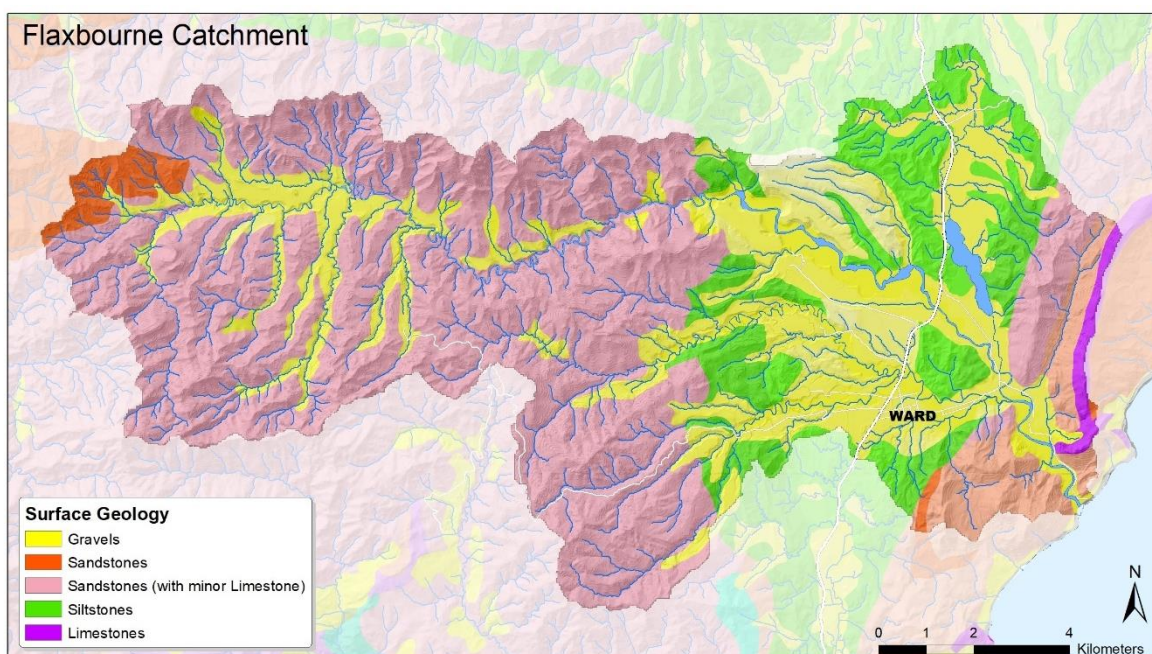 Flaxbourne Catchment
WARD
Surface Geology
Gravels
Sandstones
Sandstones (with minor Limestone)
Siltstones
Limestones
N
0 1 2 4
Kilometers